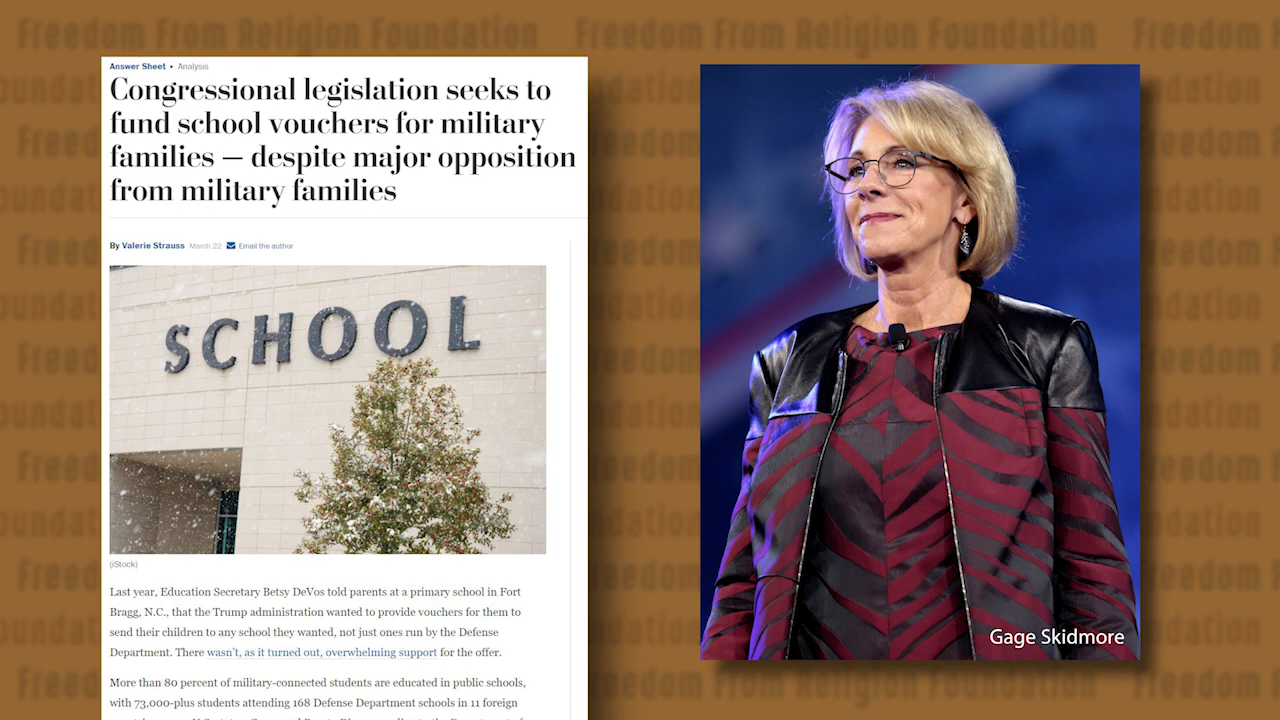 Freedom From Religion Foundation Freedom From Religion Foundation Freedom
Answer Sheet • Analysis
Congressional legislation seeks to
fund school vouchers for military
families — despite major opposition
from military families
By Valerie Strauss March 22 Email the author
SCHOOL
(iStock)
Last year, Education Secretary Betsy DeVos told parents at a primary school in Fort
Bragg, N.C., that the Trump administration wanted to provide vouchers for them to
send their children to any school they wanted, not just ones run by the Defense
Department. There wasn't, as it turned out, overwhelming support for the offer.
More than 80 percent of military-connected students are educated in public schools,
with 73,000-plus students attending 168 Defense Department schools in 11 foreign
Gage Skidmore